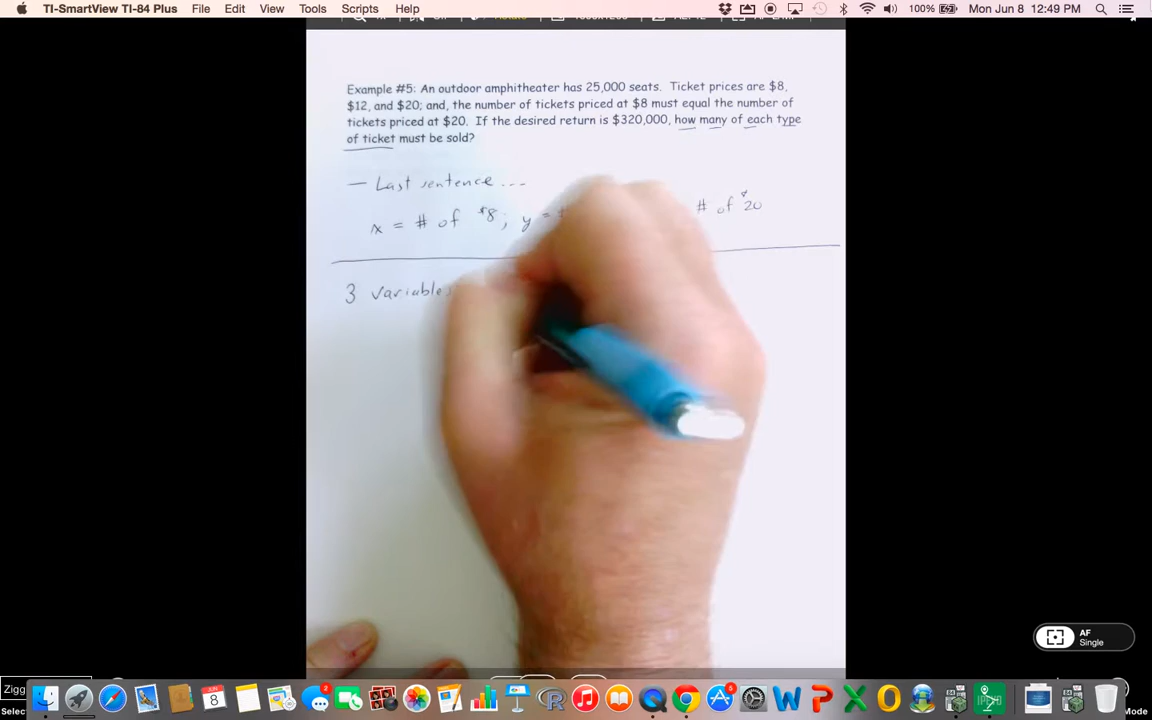 TI-SmartView TI-84 Plus File Edit View Tools Scripts Help 100% Mon Jun 8 12:49 PM
Example #5: An outdoor amphitheater has 25,000 seats. Ticket prices are $8,
$12, and $20; and, the number of tickets priced at $8 must equal the number of
tickets priced at $20. If the desired return is $320,000, how many of each type
of ticket must be sold?
— Last sentence ...
x = # of $8; y = # of $20
3 variables
AF
Single
Zigg
Selec
Mode